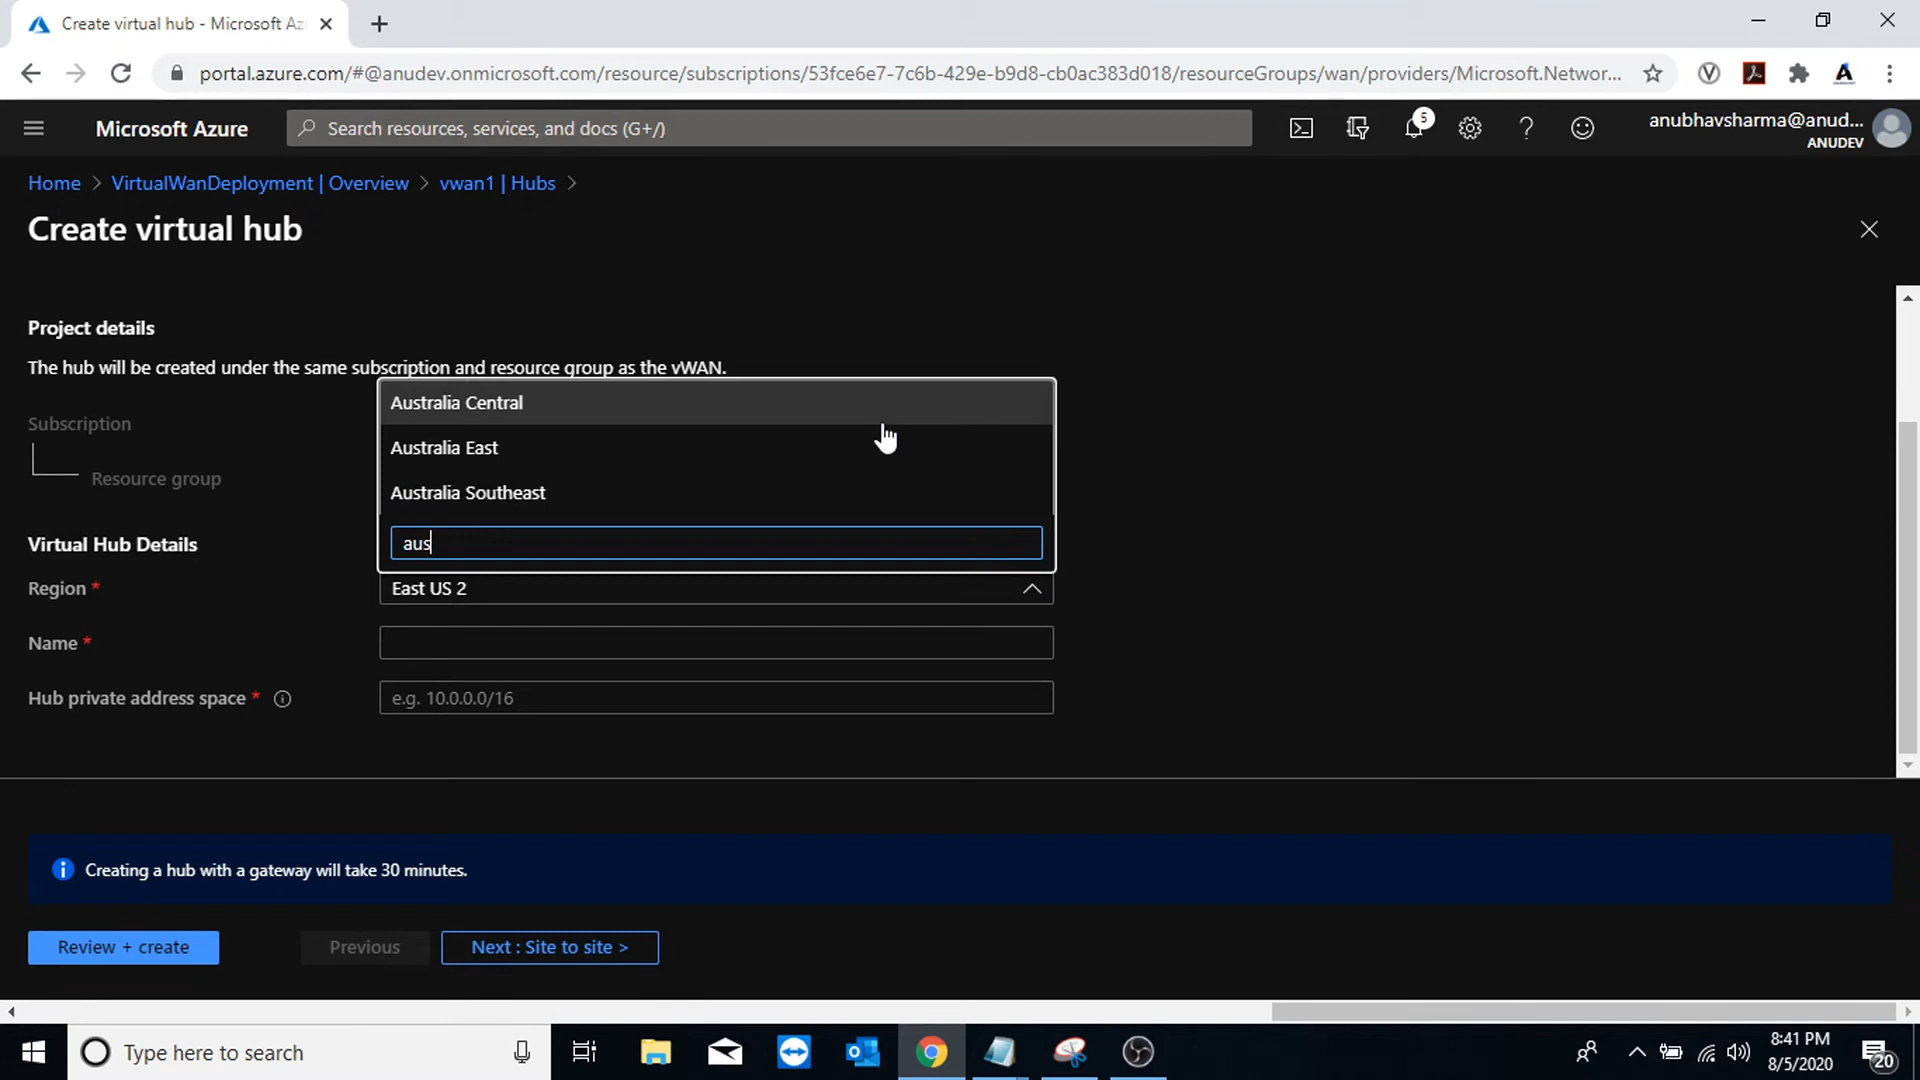 Create virtual hub - Microsoft Az
portal.azure.com/#@anudev.onmicrosoft.com/resource/subscriptions/53fce6e7-7c6b-429e-b9d8-cb0ac383d018/resourceGroups/wan/providers/Microsoft.Networ...
Microsoft Azure
Search resources, services, and docs (G+/)
5
anubhavsharma@anud...
ANUDEV
Home > VirtualWanDeployment | Overview > vwan1 | Hubs >
Create virtual hub
Project details
The hub will be created under the same subscription and resource group as the vWAN.
Australia Central
Subscription
Australia East
Resource group
Australia Southeast
Virtual Hub Details
aus
Region *
East US 2
Name *
Hub private address space *
e.g. 10.0.0.0/16
Creating a hub with a gateway will take 30 minutes.
Review + create
Previous
Next : Site to site >
Type here to search
8:41 PM
8/5/2020
20